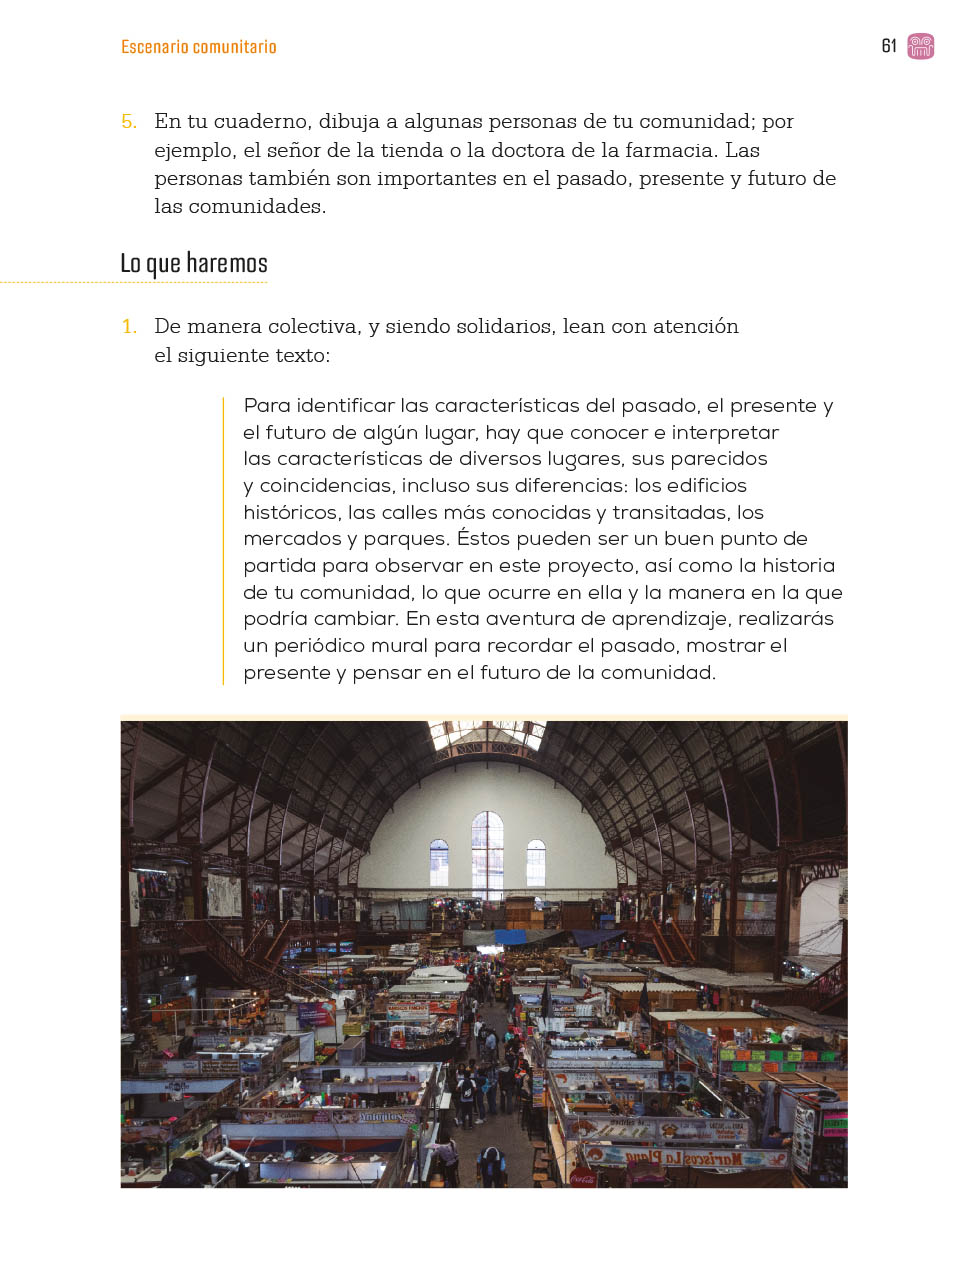 Escenario comunitario
61
5. En tu cuaderno, dibuja a algunas personas de tu comunidad; por
ejemplo, el señor de la tienda o la doctora de la farmacia. Las
personas también son importantes en el pasado, presente y futuro de
las comunidades.
Lo que haremos
1. De manera colectiva, y siendo solidarios, lean con atención
el siguiente texto:
Para identificar las características del pasado, el presente y
el futuro de algún lugar, hay que conocer e interpretar
las características de diversos lugares, sus parecidos
y coincidencias, incluso sus diferencias: los edificios
históricos, las calles más conocidas y transitadas, los
mercados y parques. Éstos pueden ser un buen punto de
partida para observar en este proyecto, así como la historia
de tu comunidad, lo que ocurre en ella y la manera en la que
podría cambiar. En esta aventura de aprendizaje, realizarás
un periódico mural para recordar el pasado, mostrar el
presente y pensar en el futuro de la comunidad.
Antojitos
Mariscos La Playa
Coca-Cola